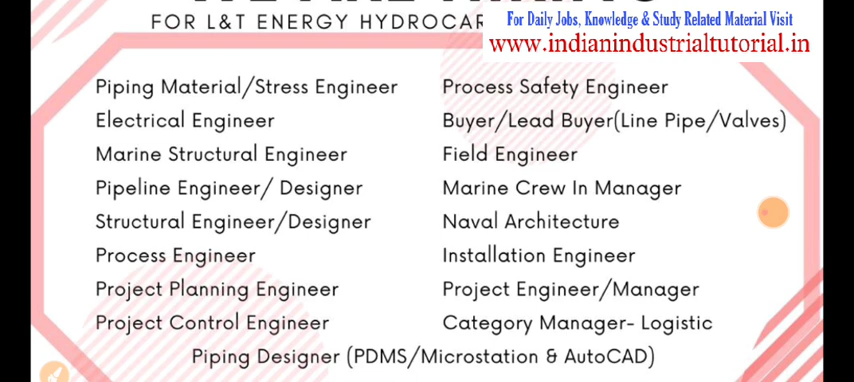 FOR L&T ENERGY HYDROCAR
For Daily Jobs, Knowledge & Study Related Material Visit
www.indianindustrialtutorial.in
Piping Material/Stress Engineer
Process Safety Engineer
Electrical Engineer
Buyer/Lead Buyer(Line Pipe/Valves)
Marine Structural Engineer
Field Engineer
Pipeline Engineer/ Designer
Marine Crew In Manager
Structural Engineer/Designer
Naval Architecture
Process Engineer
Installation Engineer
Project Planning Engineer
Project Engineer/Manager
Project Control Engineer
Category Manager- Logistic
Piping Designer (PDMS/Microstation & AutoCAD)